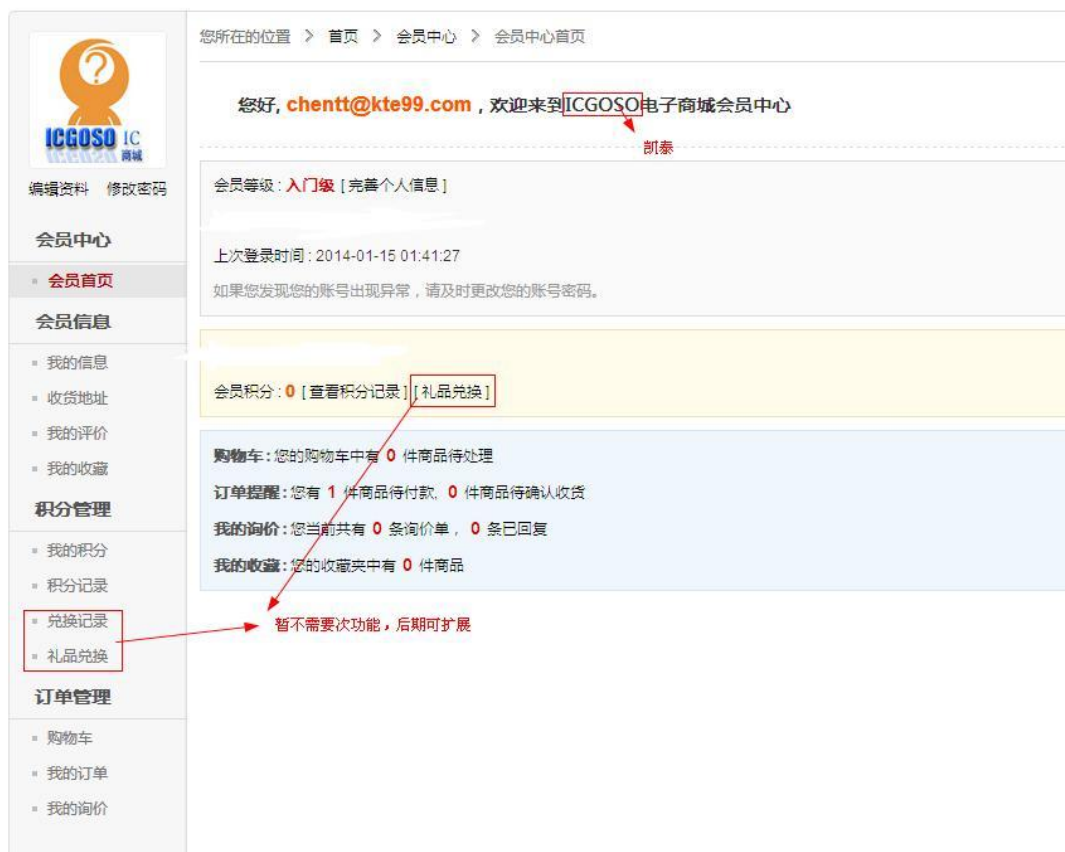 您所在的位置 > 首页 > 会员中心 > 会员中心首页
您好, chentt@kte99.com，欢迎来到ICGOSO电子商城会员中心
凯泰
ICGOSO IC
商城
编辑资料 修改密码
会员中心
会员首页
会员信息
我的信息
收货地址
我的评价
我的收藏
积分管理
我的积分
积分记录
兑换记录
礼品兑换
订单管理
购物车
我的订单
我的询价
会员等级 : 入门级 [ 完善个人信息 ]
上次登录时间 : 2014-01-15 01:41:27
如果您发现您的账号出现异常，请及时更改您的账号密码。
会员积分 : 0 [ 查看积分记录 ] [ 礼品兑换 ]
购物车 : 您的购物车中有 0 件商品待处理
订单提醒 : 您有 1 件商品待付款, 0 件商品待确认收货
我的询价 : 您当前共有 0 条询价单， 0 条已回复
我的收藏 : 您的收藏夹中有 0 件商品
暂不需要次功能，后期可扩展